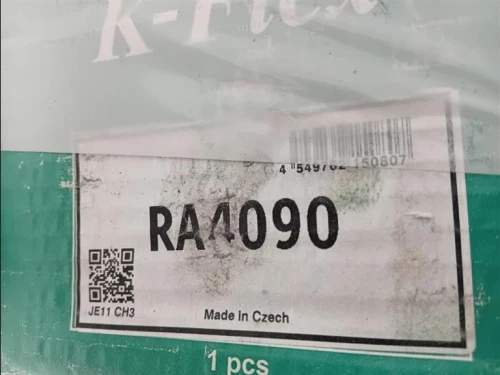 K-Flex
4 "549762 150807
RA4090
JE11 CH3
Made in Czech
1 pcs